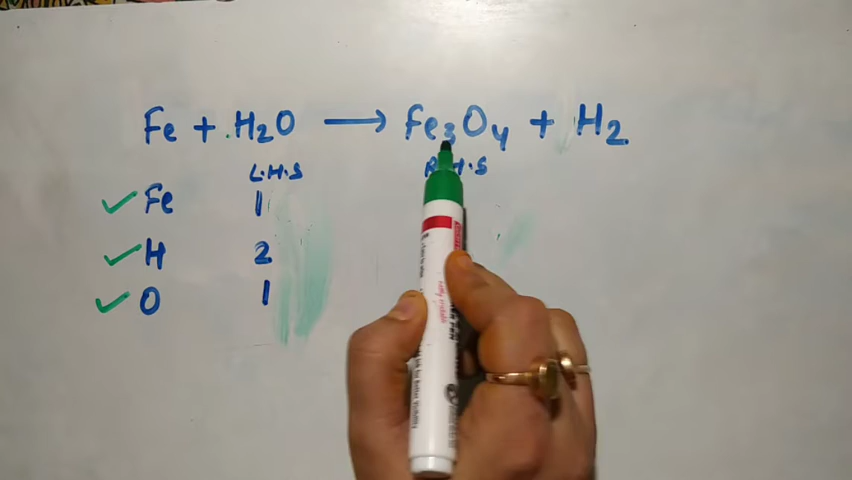 Fe + H2O → Fe3O4 + H2
L.H.S R.H.S
Fe 1
H 2
O 1